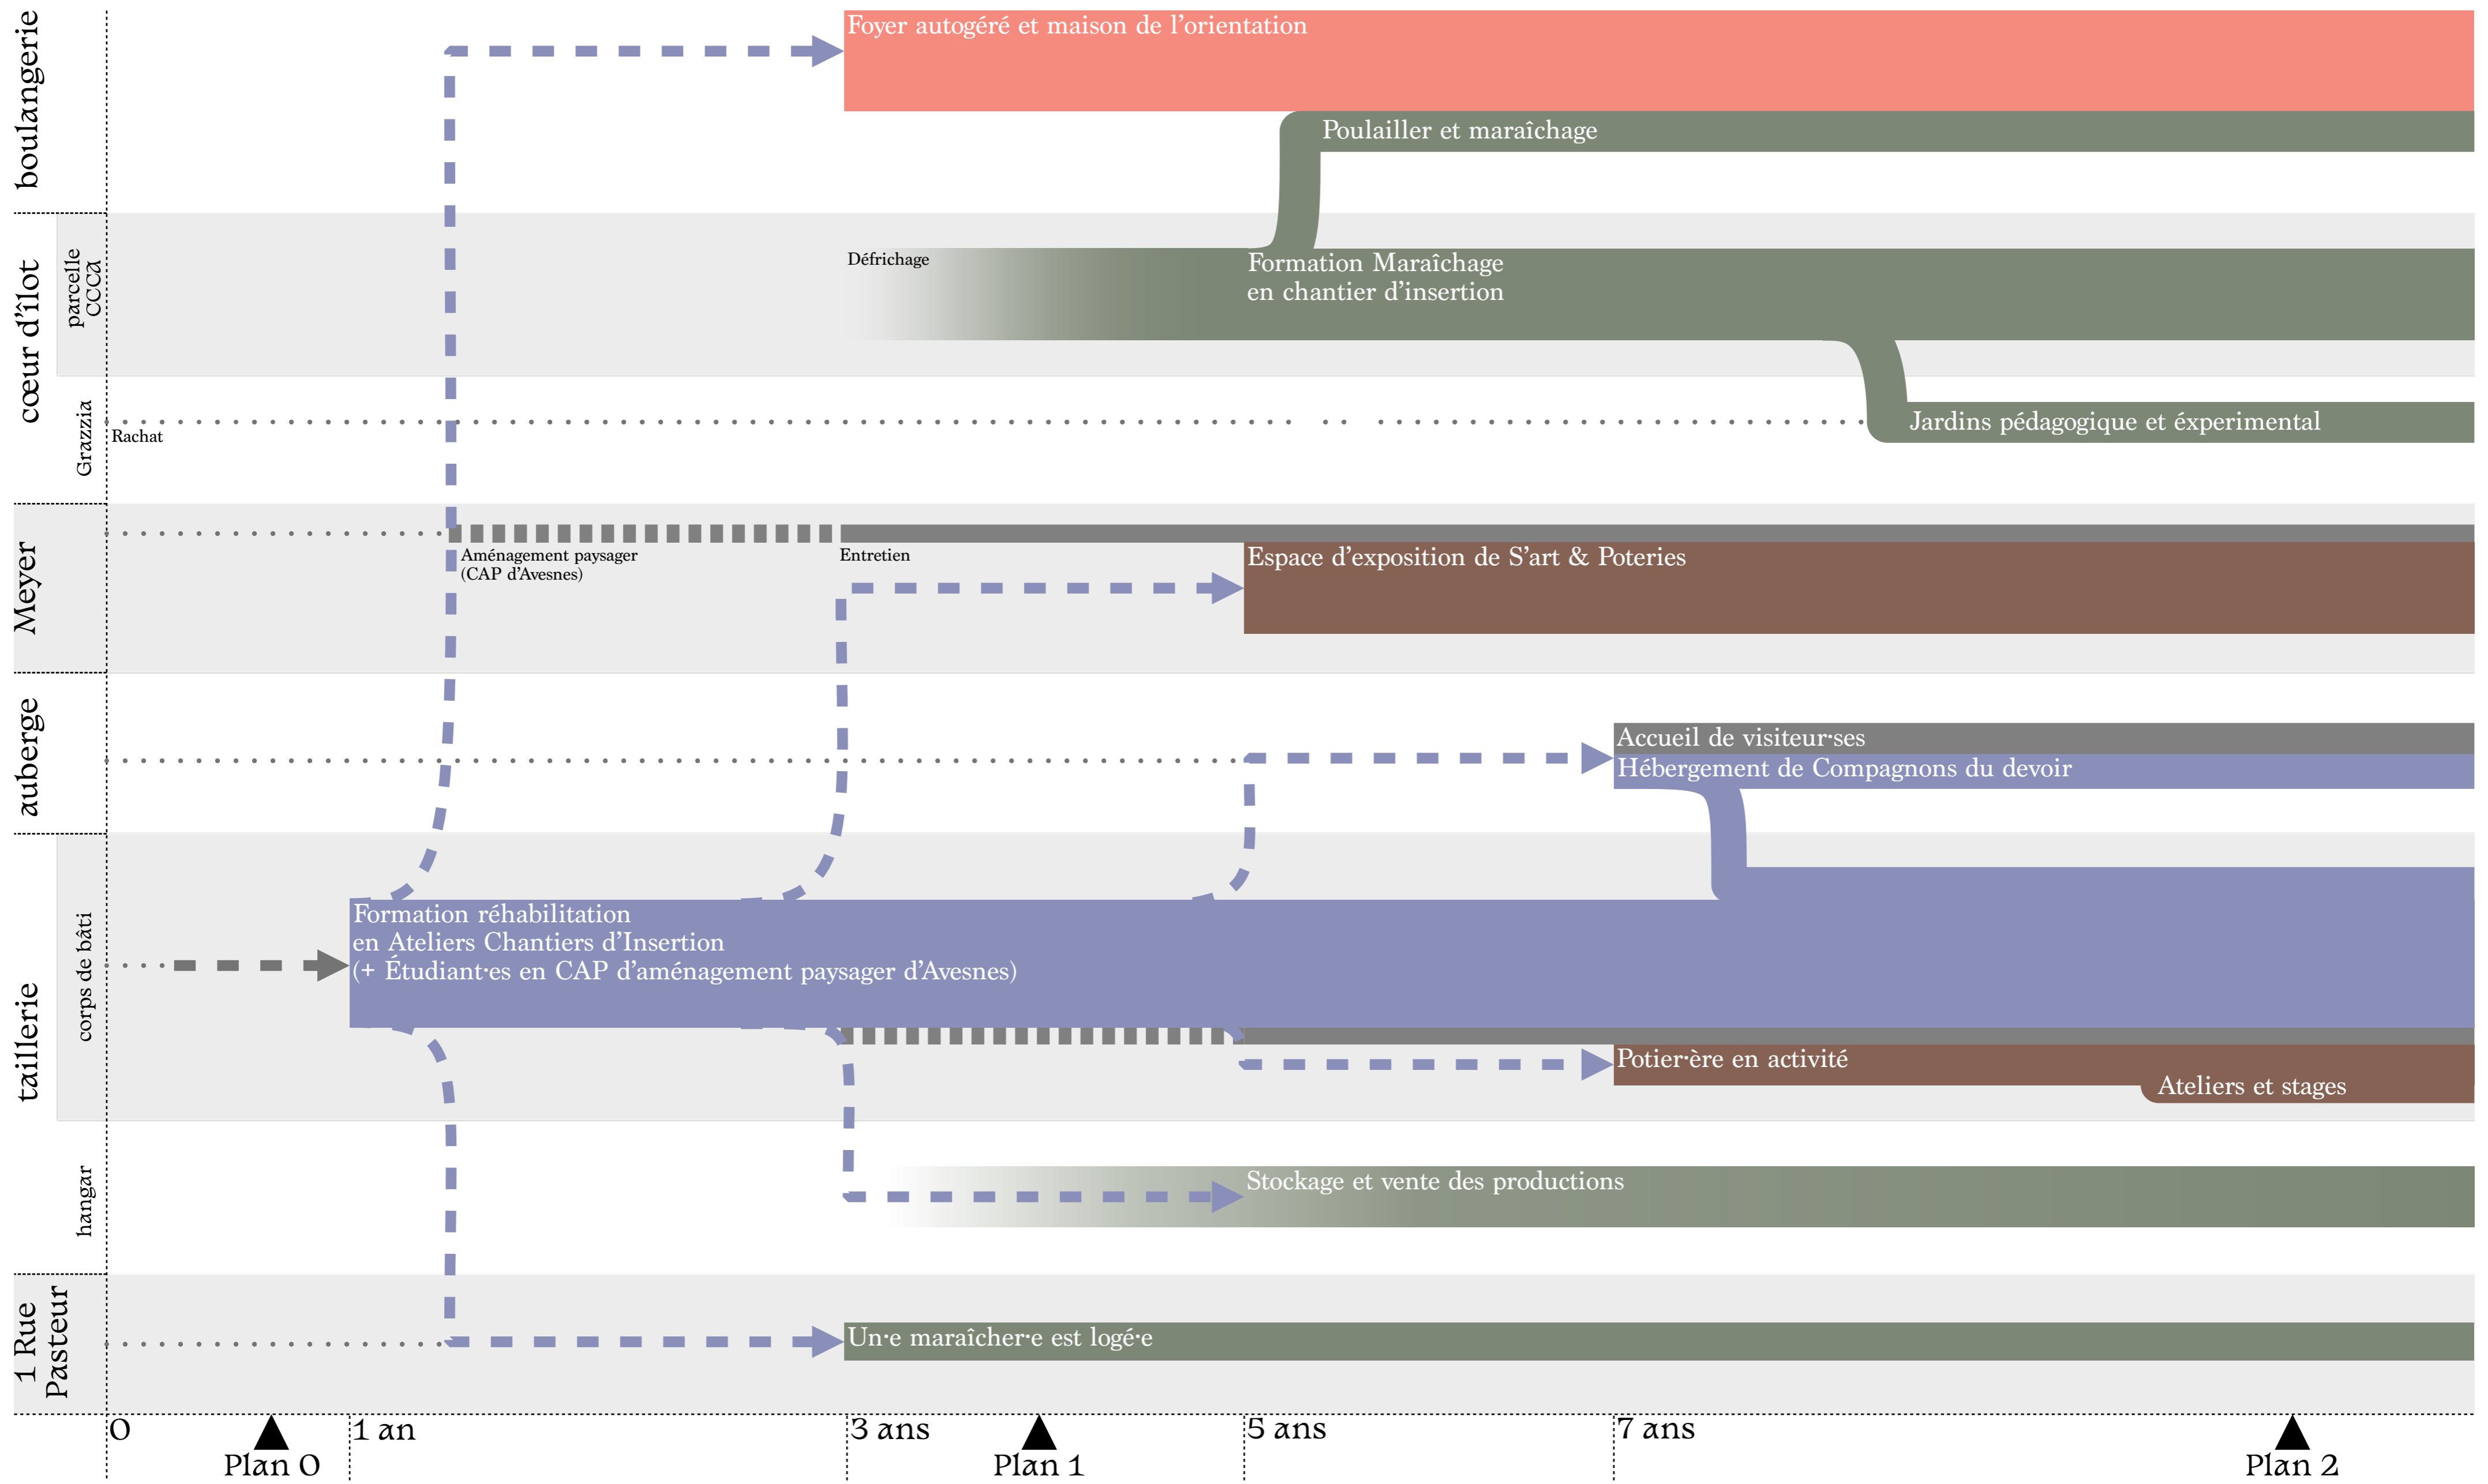 boulangerie
Foyer autogéré et maison de l'orientation
Poulailler et maraîchage
cœur d'îlot
parcelle
CCCA
Défrichage
Formation Maraîchage
en chantier d'insertion
Grazzia
Rachat
Jardins pédagogique et éxperimental
Meyer
Aménagement paysager
(CAP d'Avesnes)
Entretien
Espace d'exposition de S'art & Poteries
auberge
Accueil de visiteur·ses
Hébergement de Compagnons du devoir
taillerie
corps de bâti
Formation réhabilitation
en Ateliers Chantiers d'Insertion
(+ Étudiant·es en CAP d'aménagement paysager d'Avesnes)
Potier·ère en activité
Ateliers et stages
hangar
Stockage et vente des productions
1 Rue
Pasteur
Un·e maraîcher·e est logé·e
0
1 an
3 ans
5 ans
7 ans
Plan 0
Plan 1
Plan 2